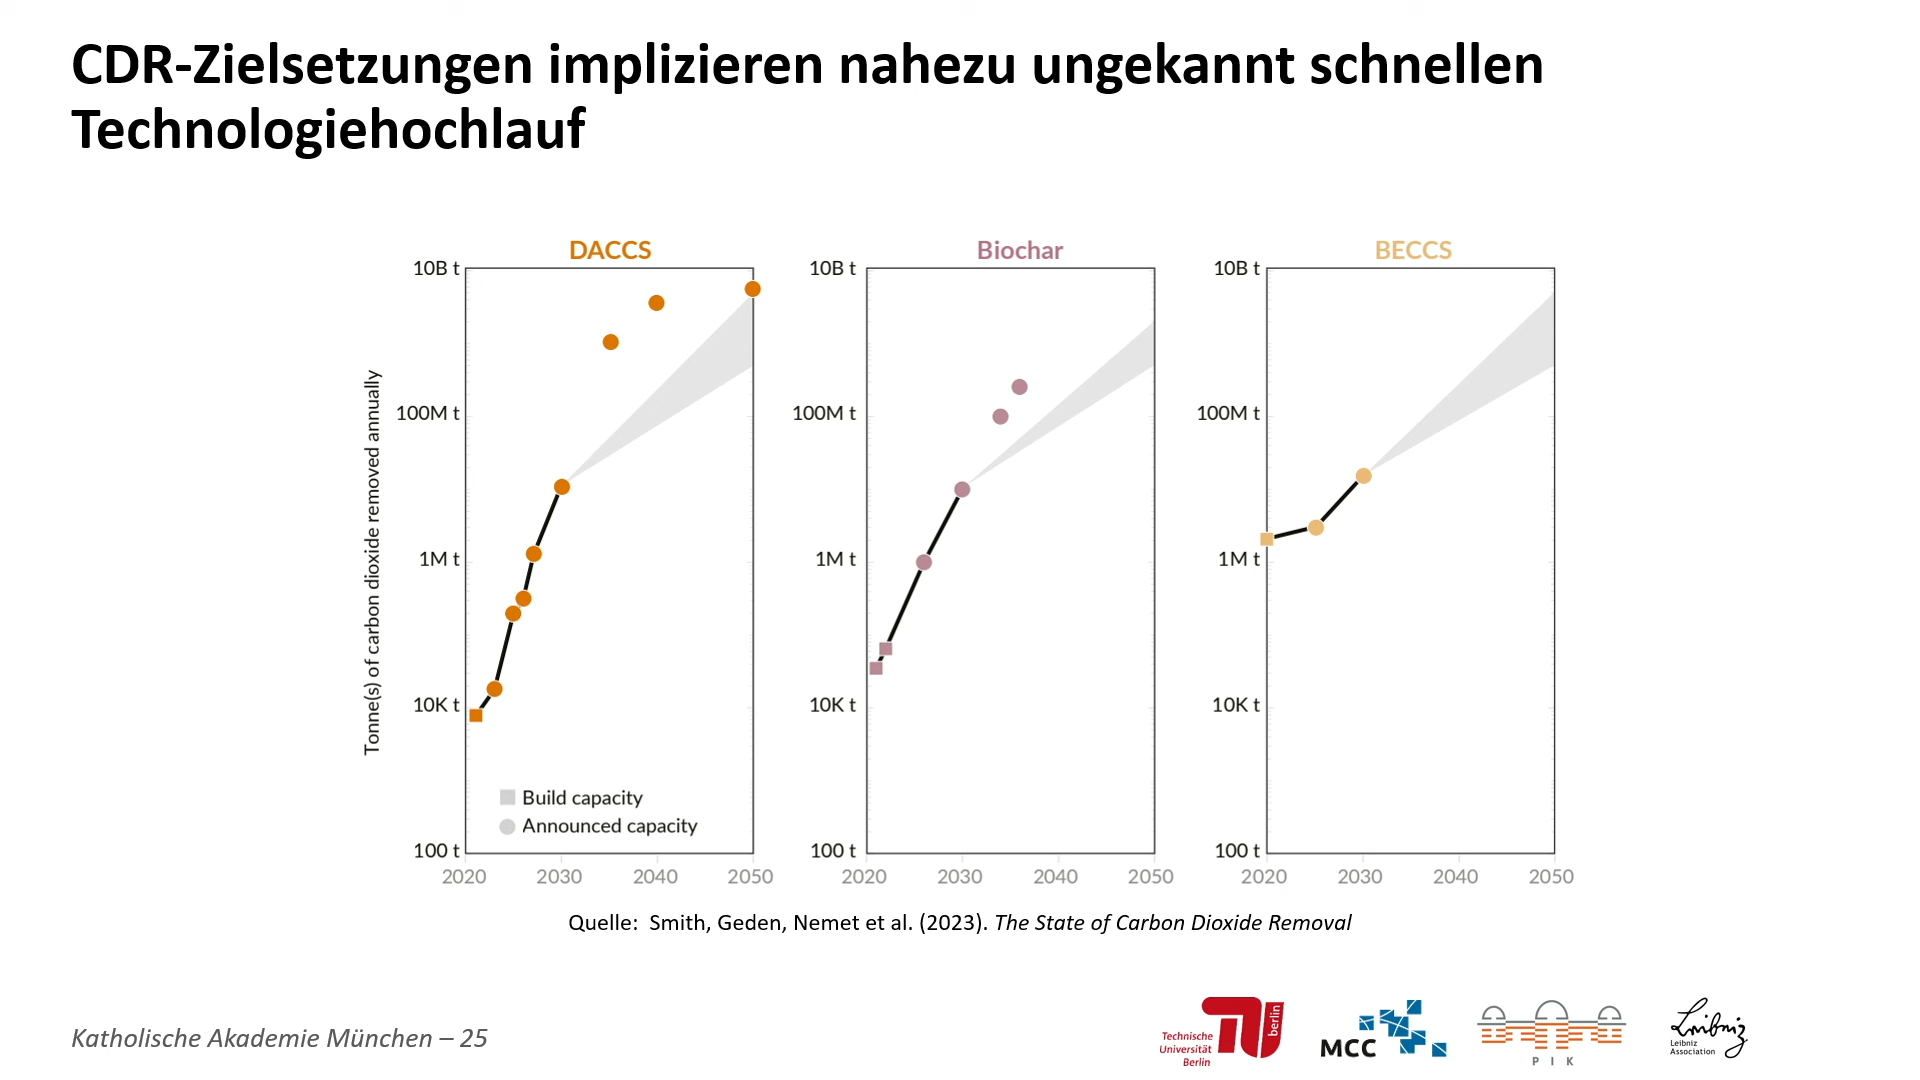 CDR-Zielsetzungen implizieren nahezu ungekannt schnellen
Technologiehochlauf
DACCS
Biochar
BECCS
Tonne(s) of carbon dioxide removed annually
10B t
100M t
1M t
10K t
100 t
Build capacity
Announced capacity
2020
2030
2040
2050
10B t
100M t
1M t
10K t
100 t
2020
2030
2040
2050
10B t
100M t
1M t
10K t
100 t
2020
2030
2040
2050
Quelle: Smith, Geden, Nemet et al. (2023). The State of Carbon Dioxide Removal
Katholische Akademie München – 25
Technische
Universität
Berlin
berlin
MCC
P I K
Leibniz
Leibniz
Association